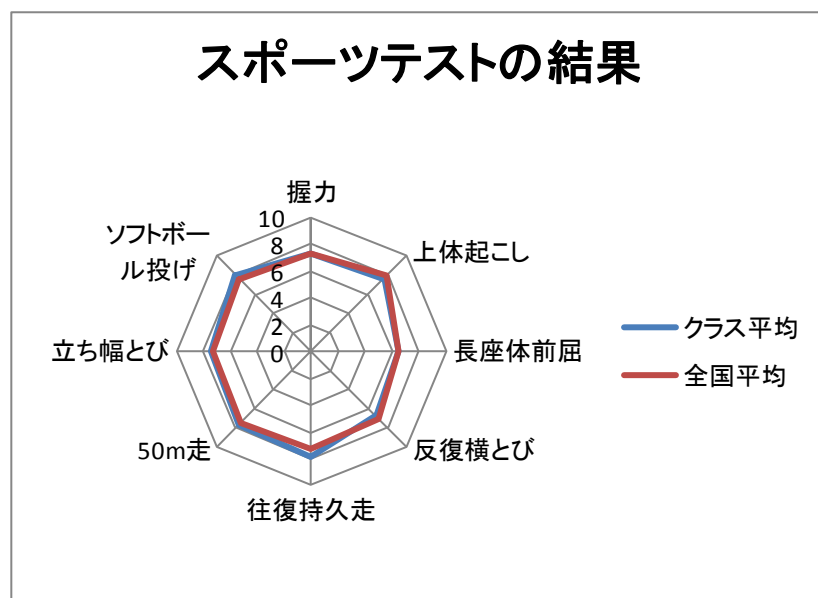 スポーツテストの結果
握力
上体起こし
長座体前屈
反復横とび
往復持久走
50m走
立ち幅とび
ソフトボー
ル投げ
10
8
6
4
2
0
クラス平均
全国平均